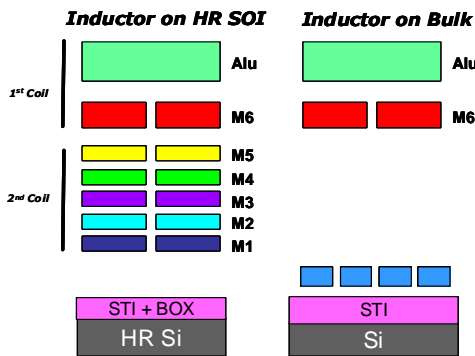 Inductor on HR SOI
Inductor on Bulk
Alu
Alu
1st Coil
M6
M6
M5
M4
2nd Coil
M3
M2
M1
STI + BOX
STI
HR Si
Si